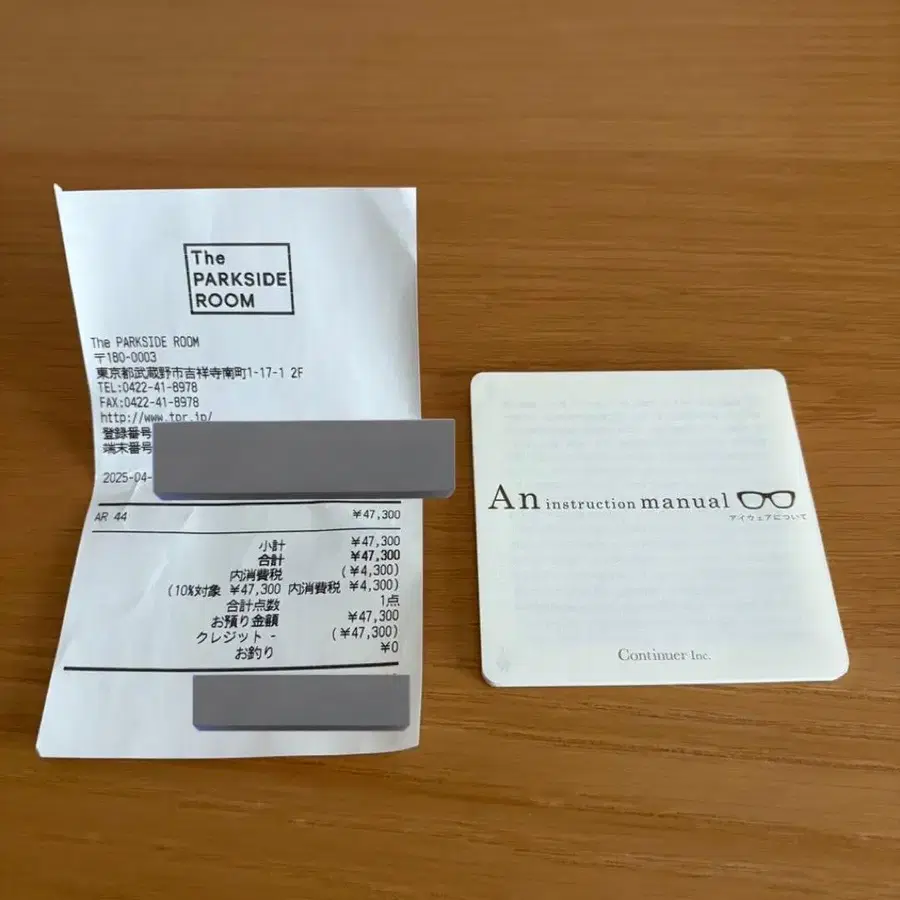 The
PARKSIDE
ROOM
The PARKSIDE ROOM
〒180-0003
東京都武蔵野市吉祥寺南町1-17-1 2F
TEL:0422-41-8978
FAX:0422-41-8978
http://www.tpr.jp/
登録番号
端末番号
2025-04-
AR 44 ¥47,300
小計 ¥47,300
合計 ¥47,300
内消費税 (¥4,300)
(10%対象 ¥47,300 内消費税 ¥4,300)
合計点数 1点
お預り金額 ¥47,300
クレジット - (¥47,300)
お釣り ¥0
An instruction manual
アイウェアについて
Continuer Inc.